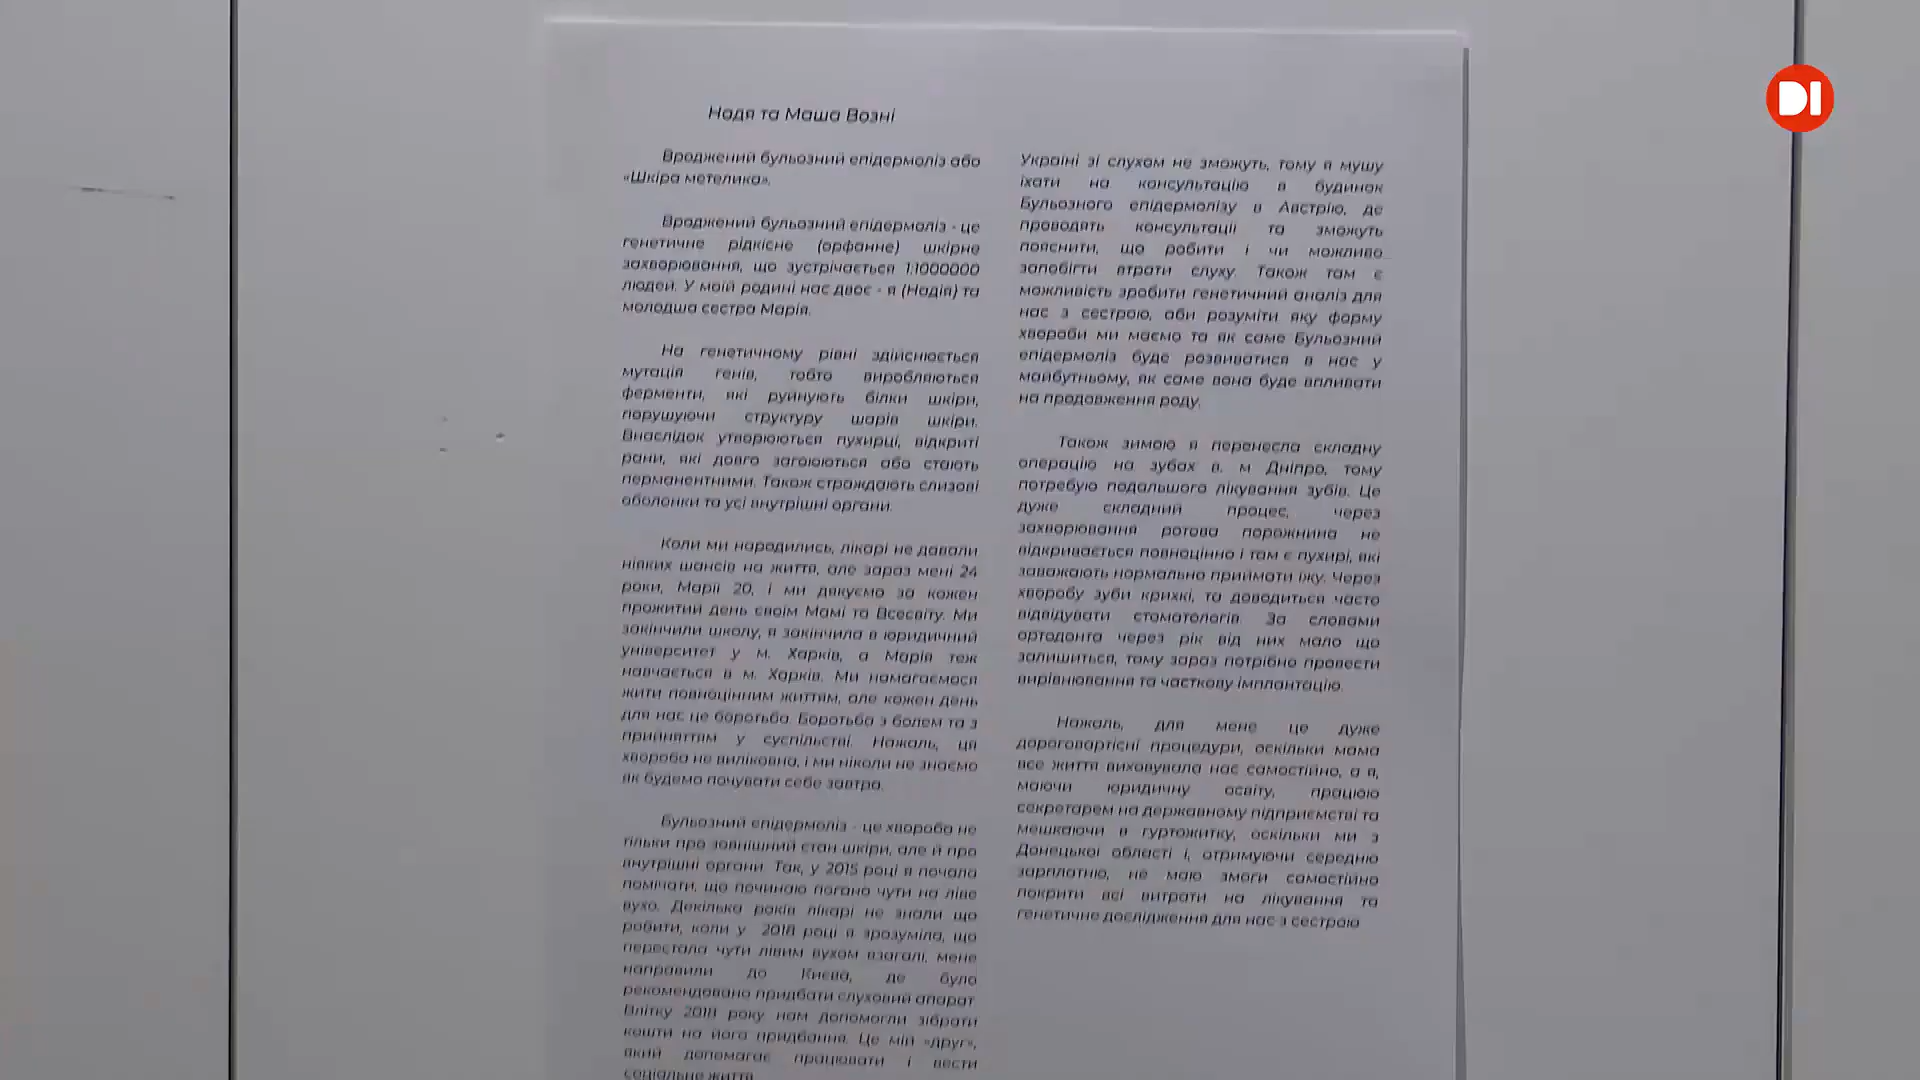 Надя та Маша Возні
Вроджений бульозний епідермоліз або
«Шкіра метелика».
Вроджений бульозний епідермоліз - це
генетичне рідкісне (орфанне) шкірне
захворювання, що зустрічається 1:1000000
людей. У моїй родині нас двоє - я (Надія) та
молодша сестра Марія.
На генетичному рівні здійснюється
мутація генів, тобто виробляються
ферменти, які руйнують білки шкіри,
порушуючи структуру шарів шкіри.
Внаслідок утворюються пухирці, відкриті
рани, які довго загоюються або стають
перманентними. Також страждають слизові
оболонки та усі внутрішні органи.
Коли ми народились, лікарі не давали
ніяких шансів на життя, але зараз мені 24
роки, Марії 20, і ми дякуємо за кожен
прожитий день своїм Мамі та Всесвіту. Ми
закінчили школу, я закінчила в юридичний
університет у м. Харків, а Марія теж
навчається в м. Харків. Ми намагаємося
жити повноцінним життям, але кожен день
для нас це боротьба. Боротьба з болем та з
прийняттям у суспільстві. Нажаль, ця
хвороба не виліковна, і ми ніколи не знаємо
як будемо почувати себе завтра.
Бульозний епідермоліз - це хвороба не
тільки про зовнішний стан шкіри, але й про
внутрішні органи. Так, у 2015 році я почала
помічати, що починаю погано чути на ліве
вухо. Декілька років лікарі не знали що
робити, коли у 2018 році я зрозуміла, що
перестала чути лівим вухом взагалі, мене
направили до Києва, де було
рекомендовано придбати слуховий апарат.
Влітку 2018 року нам допомогли зібрати
кошти на його придбання. Це мій «друг»,
який допомагає працювати і вести
соціальне життя.
Україні зі слухом не зможуть, тому я мушу
їхати на консультацію в будинок
Бульозного епідермолізу в Австрію, де
проводять консультації та зможуть
пояснити, що робити і чи можливо
запобігти втрати слуху. Також там є
можливість зробити генетичний аналіз для
нас з сестрою, аби розуміти яку форму
хвороби ми маємо та як саме Бульозний
епідермоліз буде розвиватися в нас у
майбутньому, як саме вона буде впливати
на продовження роду.
Також зимою я перенесла складну
операцію на зубах в. м Дніпро, тому
потребую подальшого лікування зубів. Це
дуже складний процес, через
захворювання ротова порожнина не
відкривається повноцінно і там є пухирі, які
заважають нормально приймати їжу. Через
хворобу зуби крихкі, та доводиться часто
відвідувати стоматологів. За словами
ортодонта через рік від них мало що
залишиться, тому зараз потрібно провести
вирівнювання та часткову імплантацію.
Нажаль, для мене це дуже
дороговартісні процедури, оскільки мама
все життя виховувала нас самостійно, а я,
маючи юридичну освіту, працюю
секретарем на державному підприємстві та
мешкаючи в гуртожитку, оскільки ми з
Донецької області і, отримуючи середню
зарплатню, не маю змоги самостійно
покрити всі витрати на лікування та
генетичне дослідження для нас з сестрою
DI